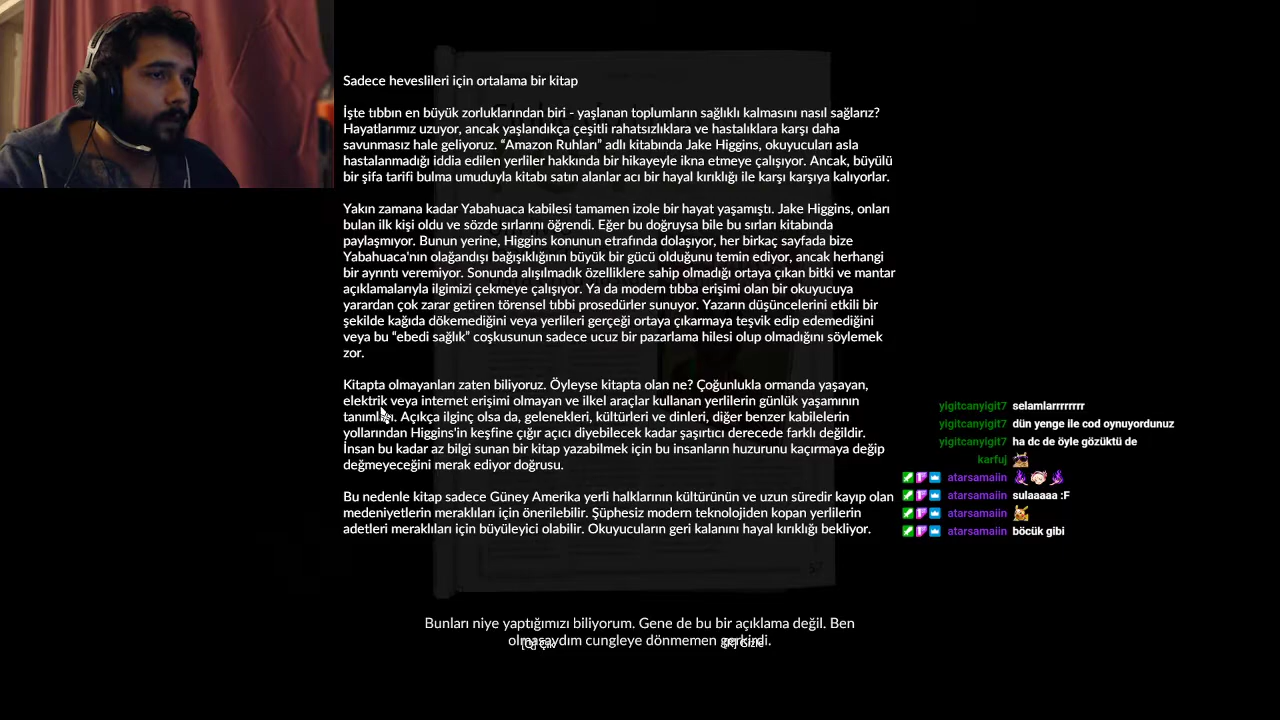 Sadece heveslileri için ortalama bir kitap
İşte tıbbın en büyük zorluklarından biri - yaşlanan toplumların sağlıklı kalmasını nasıl sağlarız?
Hayatlarımız uzuyor, ancak yaşlandıkça çeşitli rahatsızlıklara ve hastalıklara karşı daha
savunmasız hale geliyoruz. “Amazon Ruhları” adlı kitabında Jake Higgins, okuyucuları asla
hastalanmadığı iddia edilen yerliler hakkında bir hikayeyle ikna etmeye çalışıyor. Ancak, büyülü
bir şifa tarifi bulma umuduyla kitabı satın alanlar acı bir hayal kırıklığı ile karşı karşıya kalıyorlar.
Yakın zamana kadar Yabahuaca kabilesi tamamen izole bir hayat yaşamıştı. Jake Higgins, onları
bulan ilk kişi oldu ve sözde sırlarını öğrendi. Eğer bu doğruysa bile bu sırları kitabında
paylaşmıyor. Bunun yerine, Higgins konunun etrafında dolaşıyor, her birkaç sayfada bize
Yabahuaca'nın olağandışı bağışıklığının büyük bir gücü olduğunu temin ediyor, ancak herhangi
bir ayrıntı veremiyor. Sonunda alışılmadık özelliklere sahip olmadığı ortaya çıkan bitki ve mantar
açıklamalarıyla ilgimizi çekmeye çalışıyor. Ya da modern tıbba erişimi olan bir okuyucuya
yarardan çok zarar getiren törensel tıbbi prosedürler sunuyor. Yazarın düşüncelerini etkili bir
şekilde kağıda dökemediğini veya yerlileri gerçeği ortaya çıkarmaya teşvik edip edemediğini
veya bu “ebedi sağlık” coşkusunun sadece ucuz bir pazarlama hilesi olup olmadığını söylemek
zor.
Kitapta olmayanları zaten biliyoruz. Öyleyse kitapta olan ne? Çoğunlukla ormanda yaşayan,
elektrik veya internet erişimi olmayan ve ilkel araçlar kullanan yerlilerin günlük yaşamının
tanımları. Açıkça ilginç olsa da, gelenekleri, kültürleri ve dinleri, diğer benzer kabilelerin
yollarından Higgins'in keşfine çığır açıcı diyebilecek kadar şaşırtıcı derecede farklı değildir.
İnsan bu kadar az bilgi sunan bir kitap yazabilmek için bu insanların huzurunu kaçırmaya değip
değmeyeceğini merak ediyor doğrusu.
Bu nedenle kitap sadece Güney Amerika yerli halklarının kültürünün ve uzun süredir kayıp olan
medeniyetlerin meraklıları için önerilebilir. Şüphesiz modern teknolojiden kopan yerlilerin
adetleri meraklıları için büyüleyici olabilir. Okuyucuların geri kalanını hayal kırıklığı bekliyor.
57
Bunları niye yaptığımızı biliyorum. Gene de bu bir açıklama değil. Ben
olmasaydım cungleye dönmemen gerkirdi.
[Q] Çık
Gizle
yigitcanyigit7 selamlarrrrrrrr
yigitcanyigit7 dün yenge ile cod oynuyordunuz
yigitcanyigit7 ha dc de öyle gözüktü de
karfuj
atarsamaiin
atarsamaiin sulaaaaa :F
atarsamaiin
atarsamaiin böcük gibi